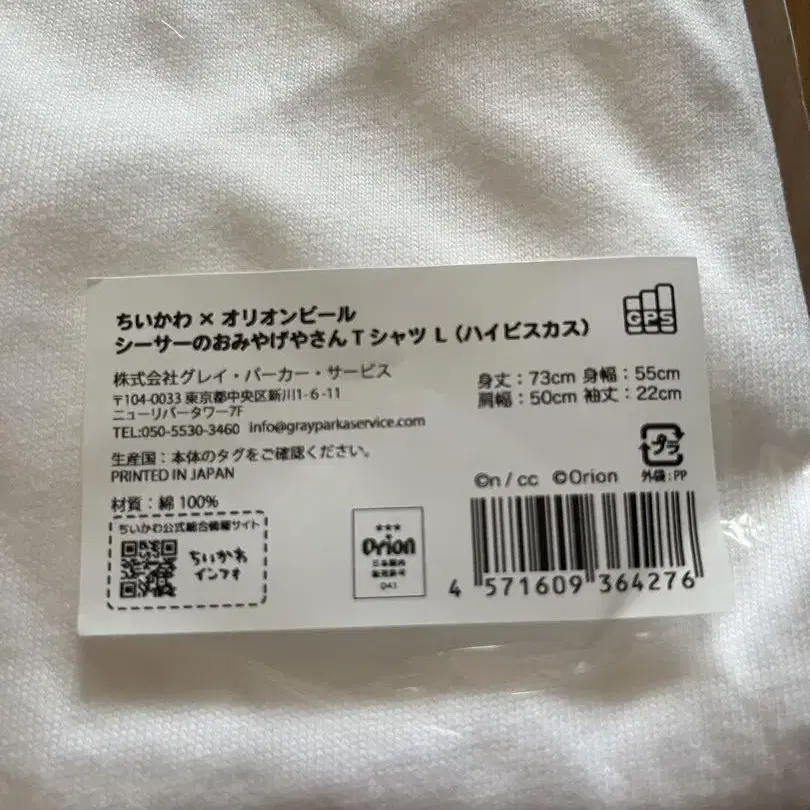 ちいかわ × オリオンビール
シーサーのおみやげやさん T シャツ L（ハイビスカス）
GPS
株式会社グレイ・パーカー・サービス
〒104-0033 東京都中央区新川1-6-11
ニューリバータワー7F
TEL:050-5530-3460 info@grayparkaservice.com
身丈：73cm 身幅：55cm
肩幅：50cm 袖丈：22cm
生産国：本体のタグをご確認ください。
PRINTED IN JAPAN
プラ
外袋：PP
©n / cc ©Orion
材質：綿 100%
ちいかわ公式総合情報サイト
ちいかわ
インフォ
★★★
Orion
041
4 571609 364276